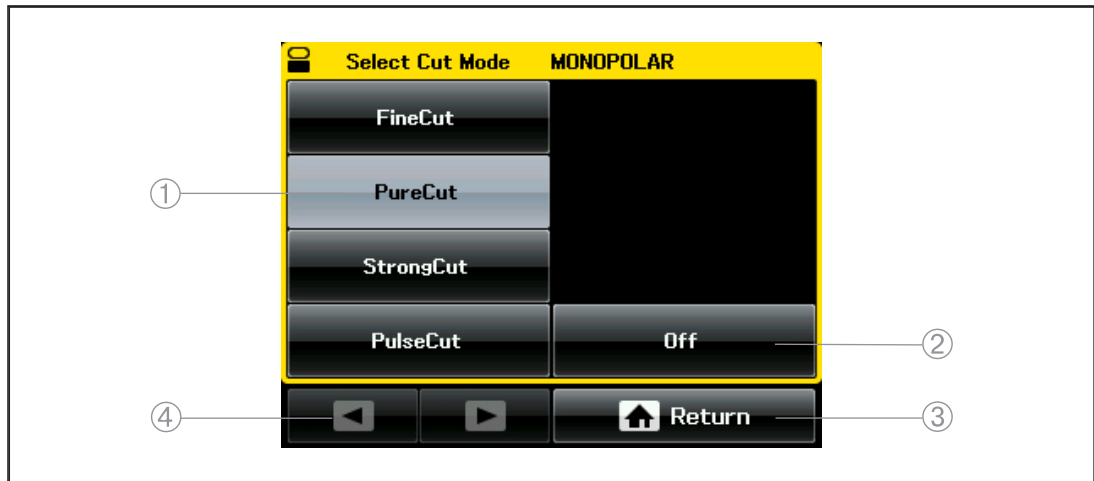 Select Cut Mode MONOPOLAR
FineCut
① PureCut
StrongCut
PulseCut Off ②
④ Return ③